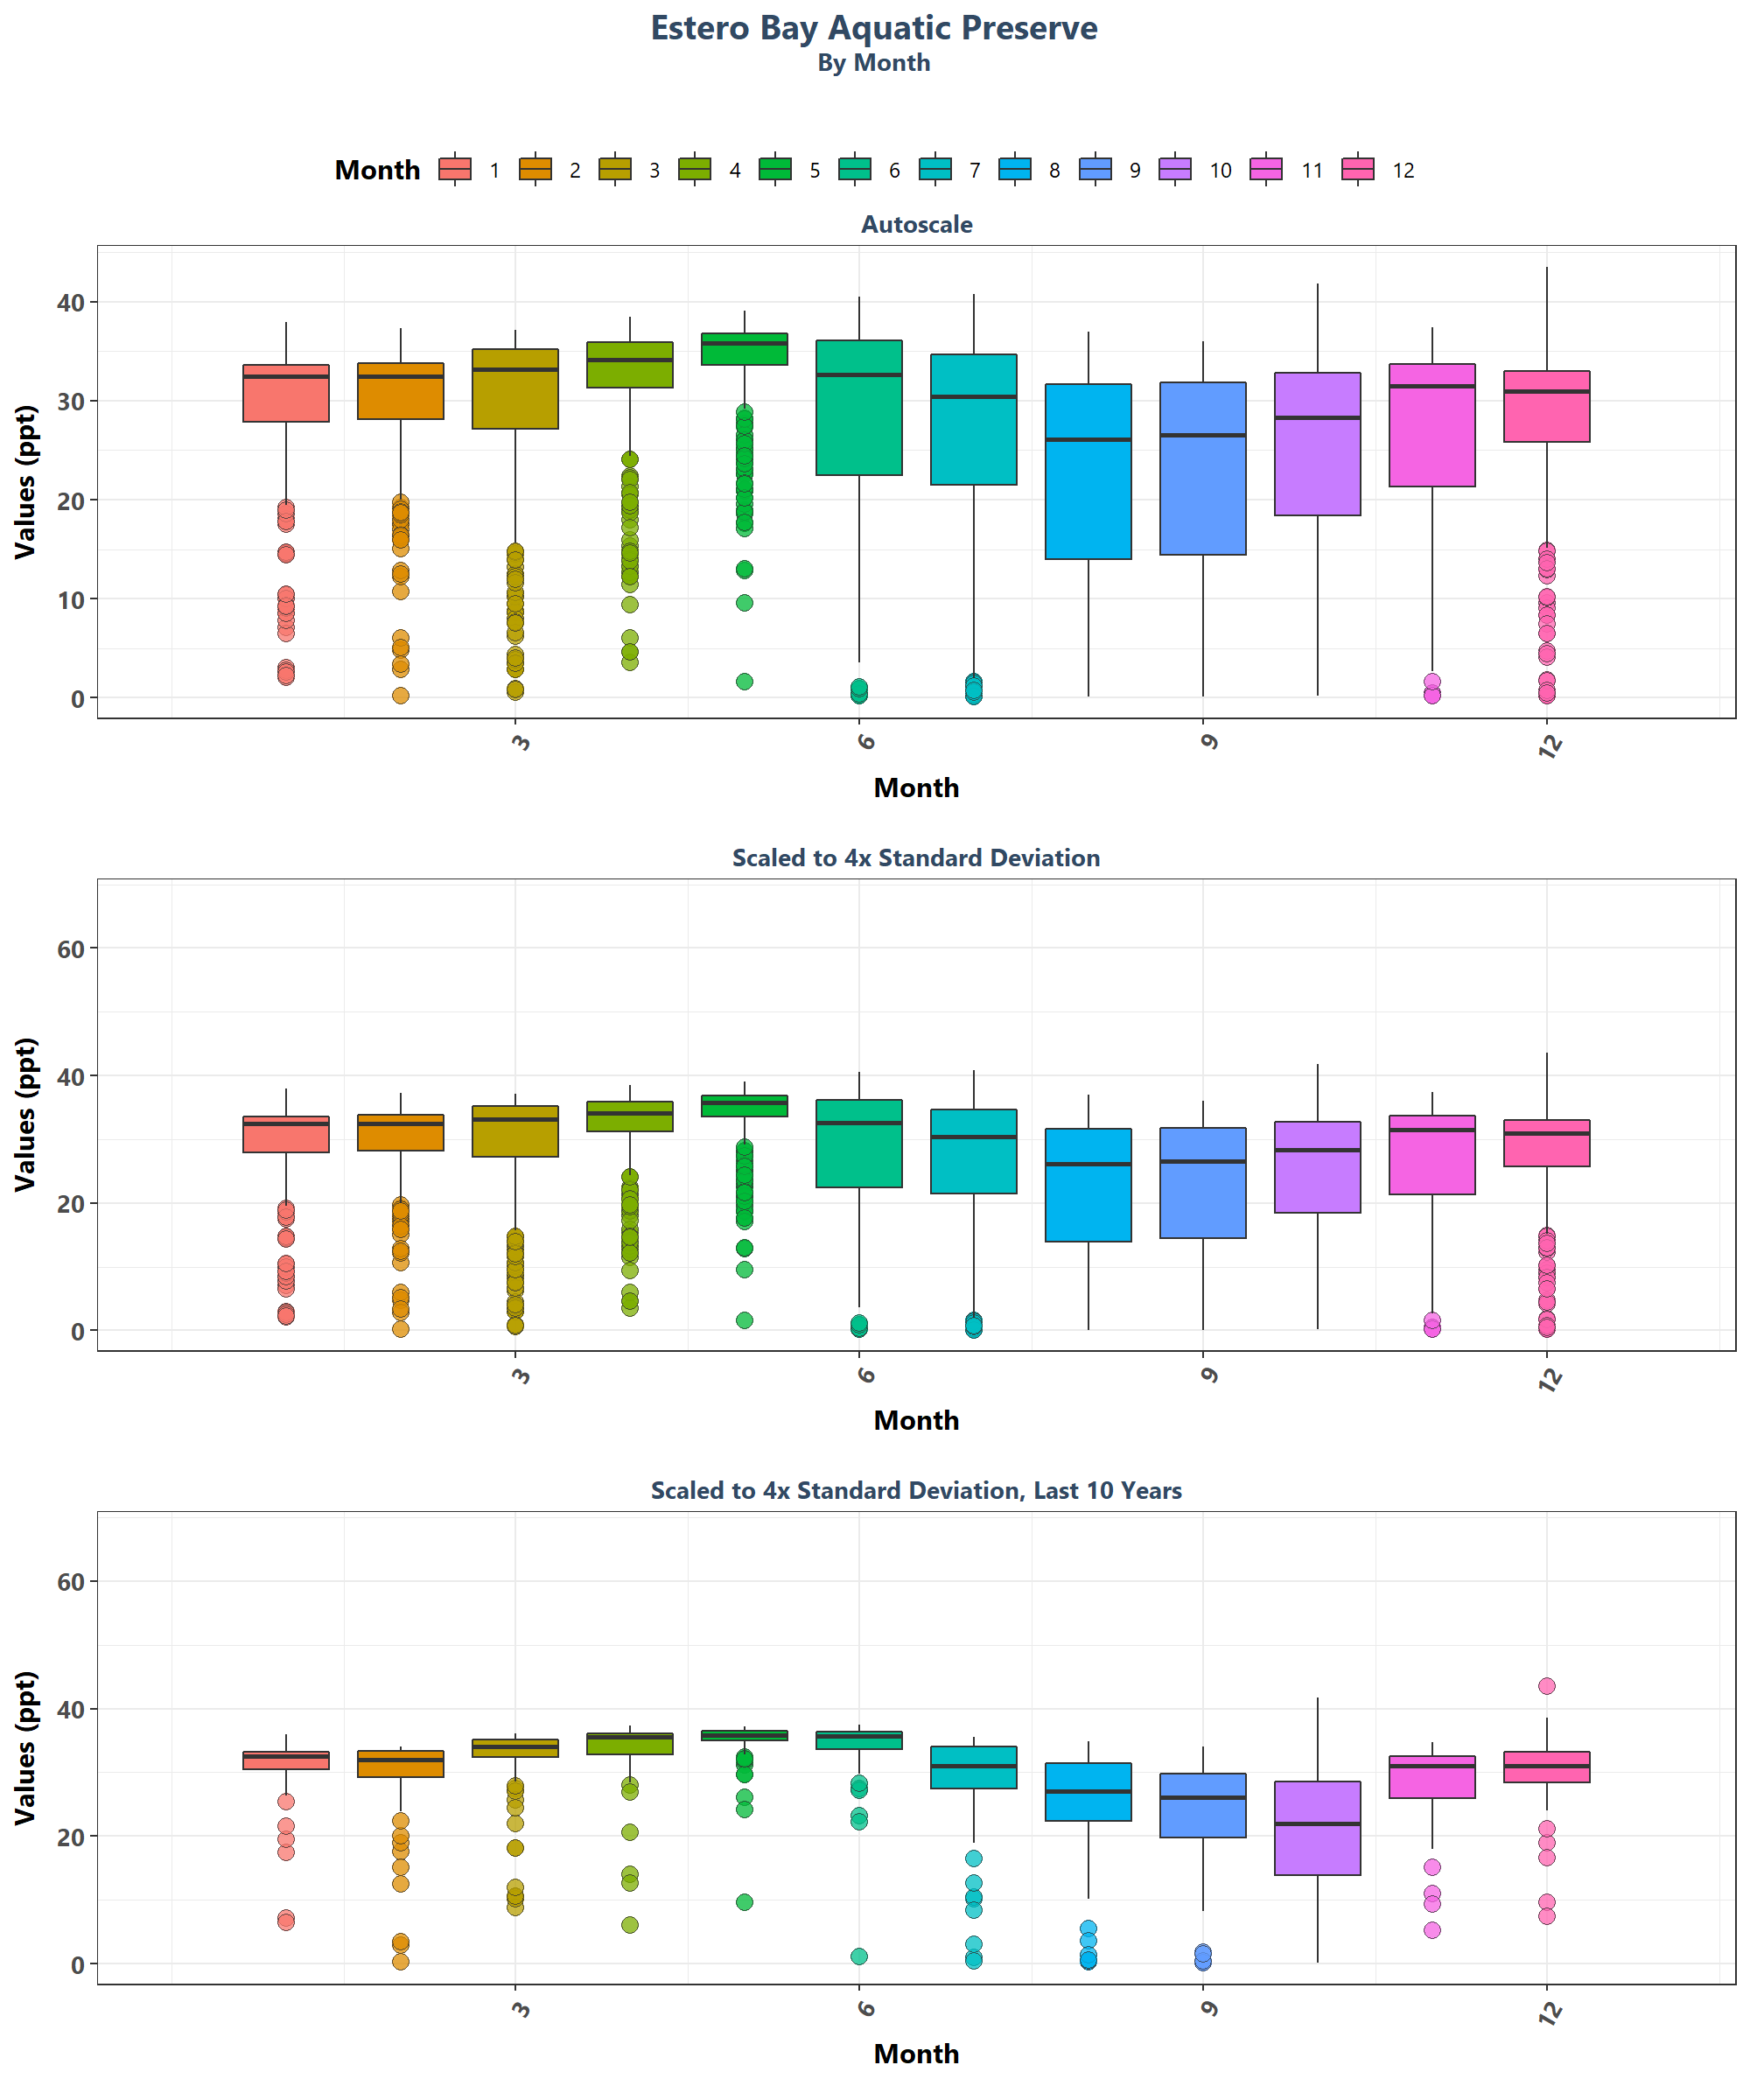 Estero Bay Aquatic Preserve
By Month
Month 1 2 3 4 5 6 7 8 9 10 11 12
Autoscale
Values (ppt)
40
30
20
10
0
3 6 9 12
Month
Scaled to 4x Standard Deviation
Values (ppt)
60
40
20
0
3 6 9 12
Month
Scaled to 4x Standard Deviation, Last 10 Years
Values (ppt)
60
40
20
0
3 6 9 12
Month